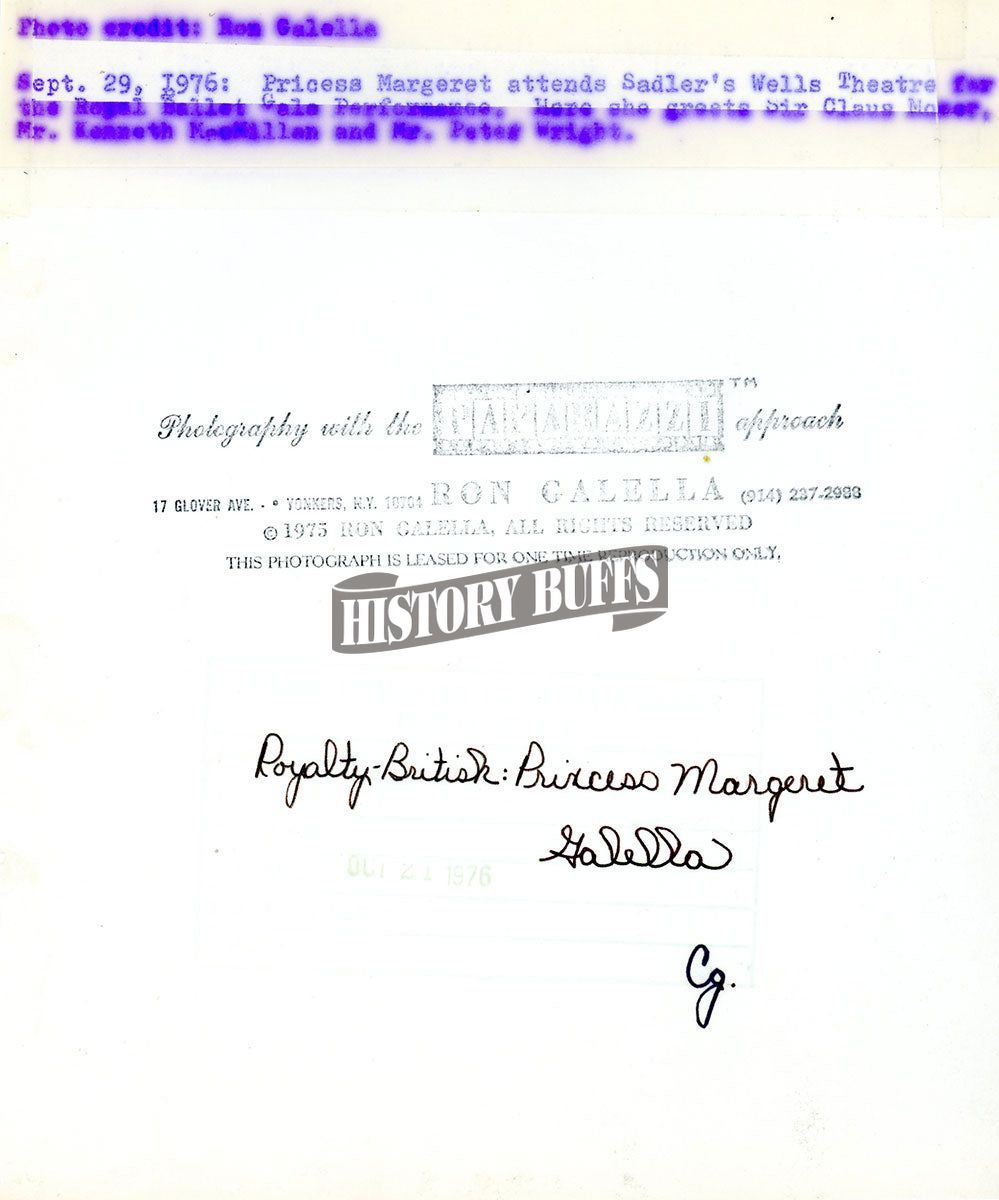 Photo credit: Ron Galella
Sept. 29, 1976: Pricess Margeret attends Sadler's Wells Theatre for
the Royal Ballet Gala Performance. Here she greets Sir Claus Moser,
Mr. Kenneth MacMillan and Mr. Peter Wright.
Photography with the PAPARAZZI TM approach
17 GLOVER AVE. - YONKERS, N.Y. 10704 RON GALELLA (914) 237-2988
© 1975 RON GALELLA, ALL RIGHTS RESERVED
THIS PHOTOGRAPH IS LEASED FOR ONE TIME REPRODUCTION ONLY.
HISTORY BUFFS
Royalty-British: Princess Margeret
Galella
OCT 21 1976
Cg.